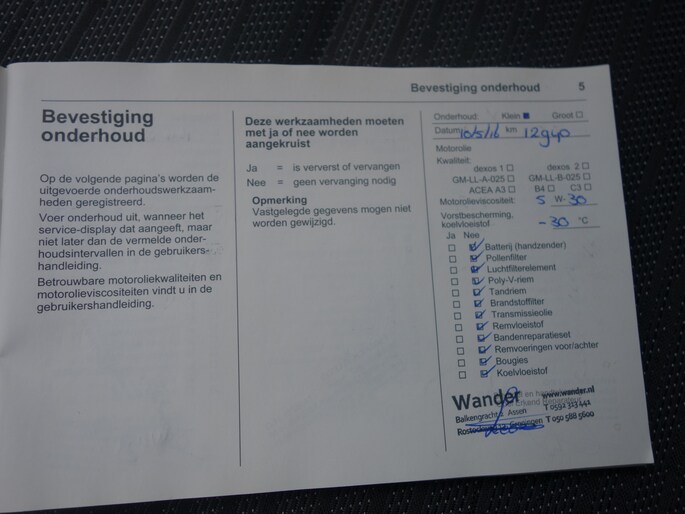 Bevestiging onderhoud 5
Bevestiging
onderhoud
Op de volgende pagina's worden de
uitgevoerde onderhoudswerkzaam-
heden geregistreerd.
Voer onderhoud uit, wanneer het
service-display dat aangeeft, maar
niet later dan de vermelde onder-
houdsintervallen in de gebruikers-
handleiding.
Betrouwbare motoroliekwaliteiten en
motorolieviscositeiten vindt u in de
gebruikershandleiding.
Deze werkzaamheden moeten
met ja of nee worden
aangekruist
Ja = is ververst of vervangen
Nee = geen vervanging nodig
Opmerking
Vastgelegde gegevens mogen niet
worden gewijzigd.
Onderhoud: Klein ■ Groot □
Datum 10/5/16 km 12940
Motorolie
Kwaliteit:
dexos 1 □ dexos 2 □
GM-LL-A-025 □ GM-LL-B-025 □
ACEA A3 □ B4 □ C3 □
Motorolieviscositeit: 5 W-30
Vorstbescherming,
koelvloeistof -30 °C
Ja Nee
□ ☑ Batterij (handzender)
□ ☑ Pollenfilter
□ ☑ Luchtfilterelement
□ ☑ Poly-V-riem
□ ☑ Tandriem
□ ☑ Brandstoffilter
□ ☑ Transmissieolie
□ ☑ Remvloeistof
□ ☑ Bandenreparatieset
□ ☑ Remvoeringen voor/achter
□ ☑ Bougies
□ ☑ Koelvloeistof
Wander www.wander.nl
Balkengracht Assen T 0592 313 441
T 050 588 5600